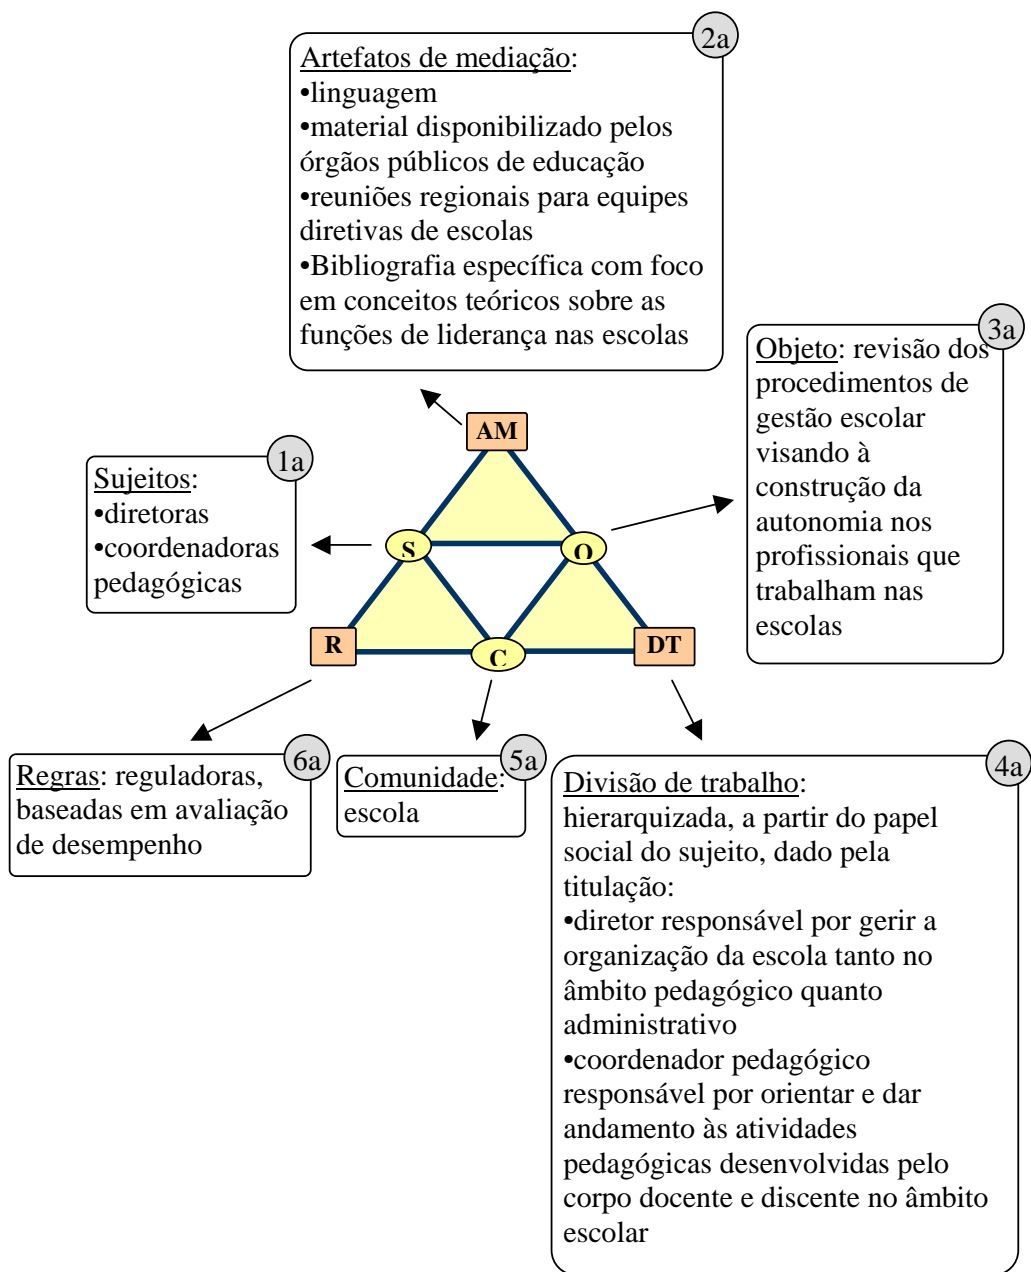 2a
Artefatos de mediação:
•linguagem
•material disponibilizado pelos
órgãos públicos de educação
•reuniões regionais para equipes
diretivas de escolas
•Bibliografia específica com foco
em conceitos teóricos sobre as
funções de liderança nas escolas
3a
Objeto: revisão dos
procedimentos de
gestão escolar
visando à
construção da
autonomia nos
profissionais que
trabalham nas
escolas
1a
Sujeitos:
•diretoras
•coordenadoras
pedagógicas
AM
S
O
R
C
DT
6a
Regras: reguladoras,
baseadas em avaliação
de desempenho
5a
Comunidade:
escola
4a
Divisão de trabalho:
hierarquizada, a partir do papel
social do sujeito, dado pela
titulação:
•diretor responsável por gerir a
organização da escola tanto no
âmbito pedagógico quanto
administrativo
•coordenador pedagógico
responsável por orientar e dar
andamento às atividades
pedagógicas desenvolvidas pelo
corpo docente e discente no âmbito
escolar